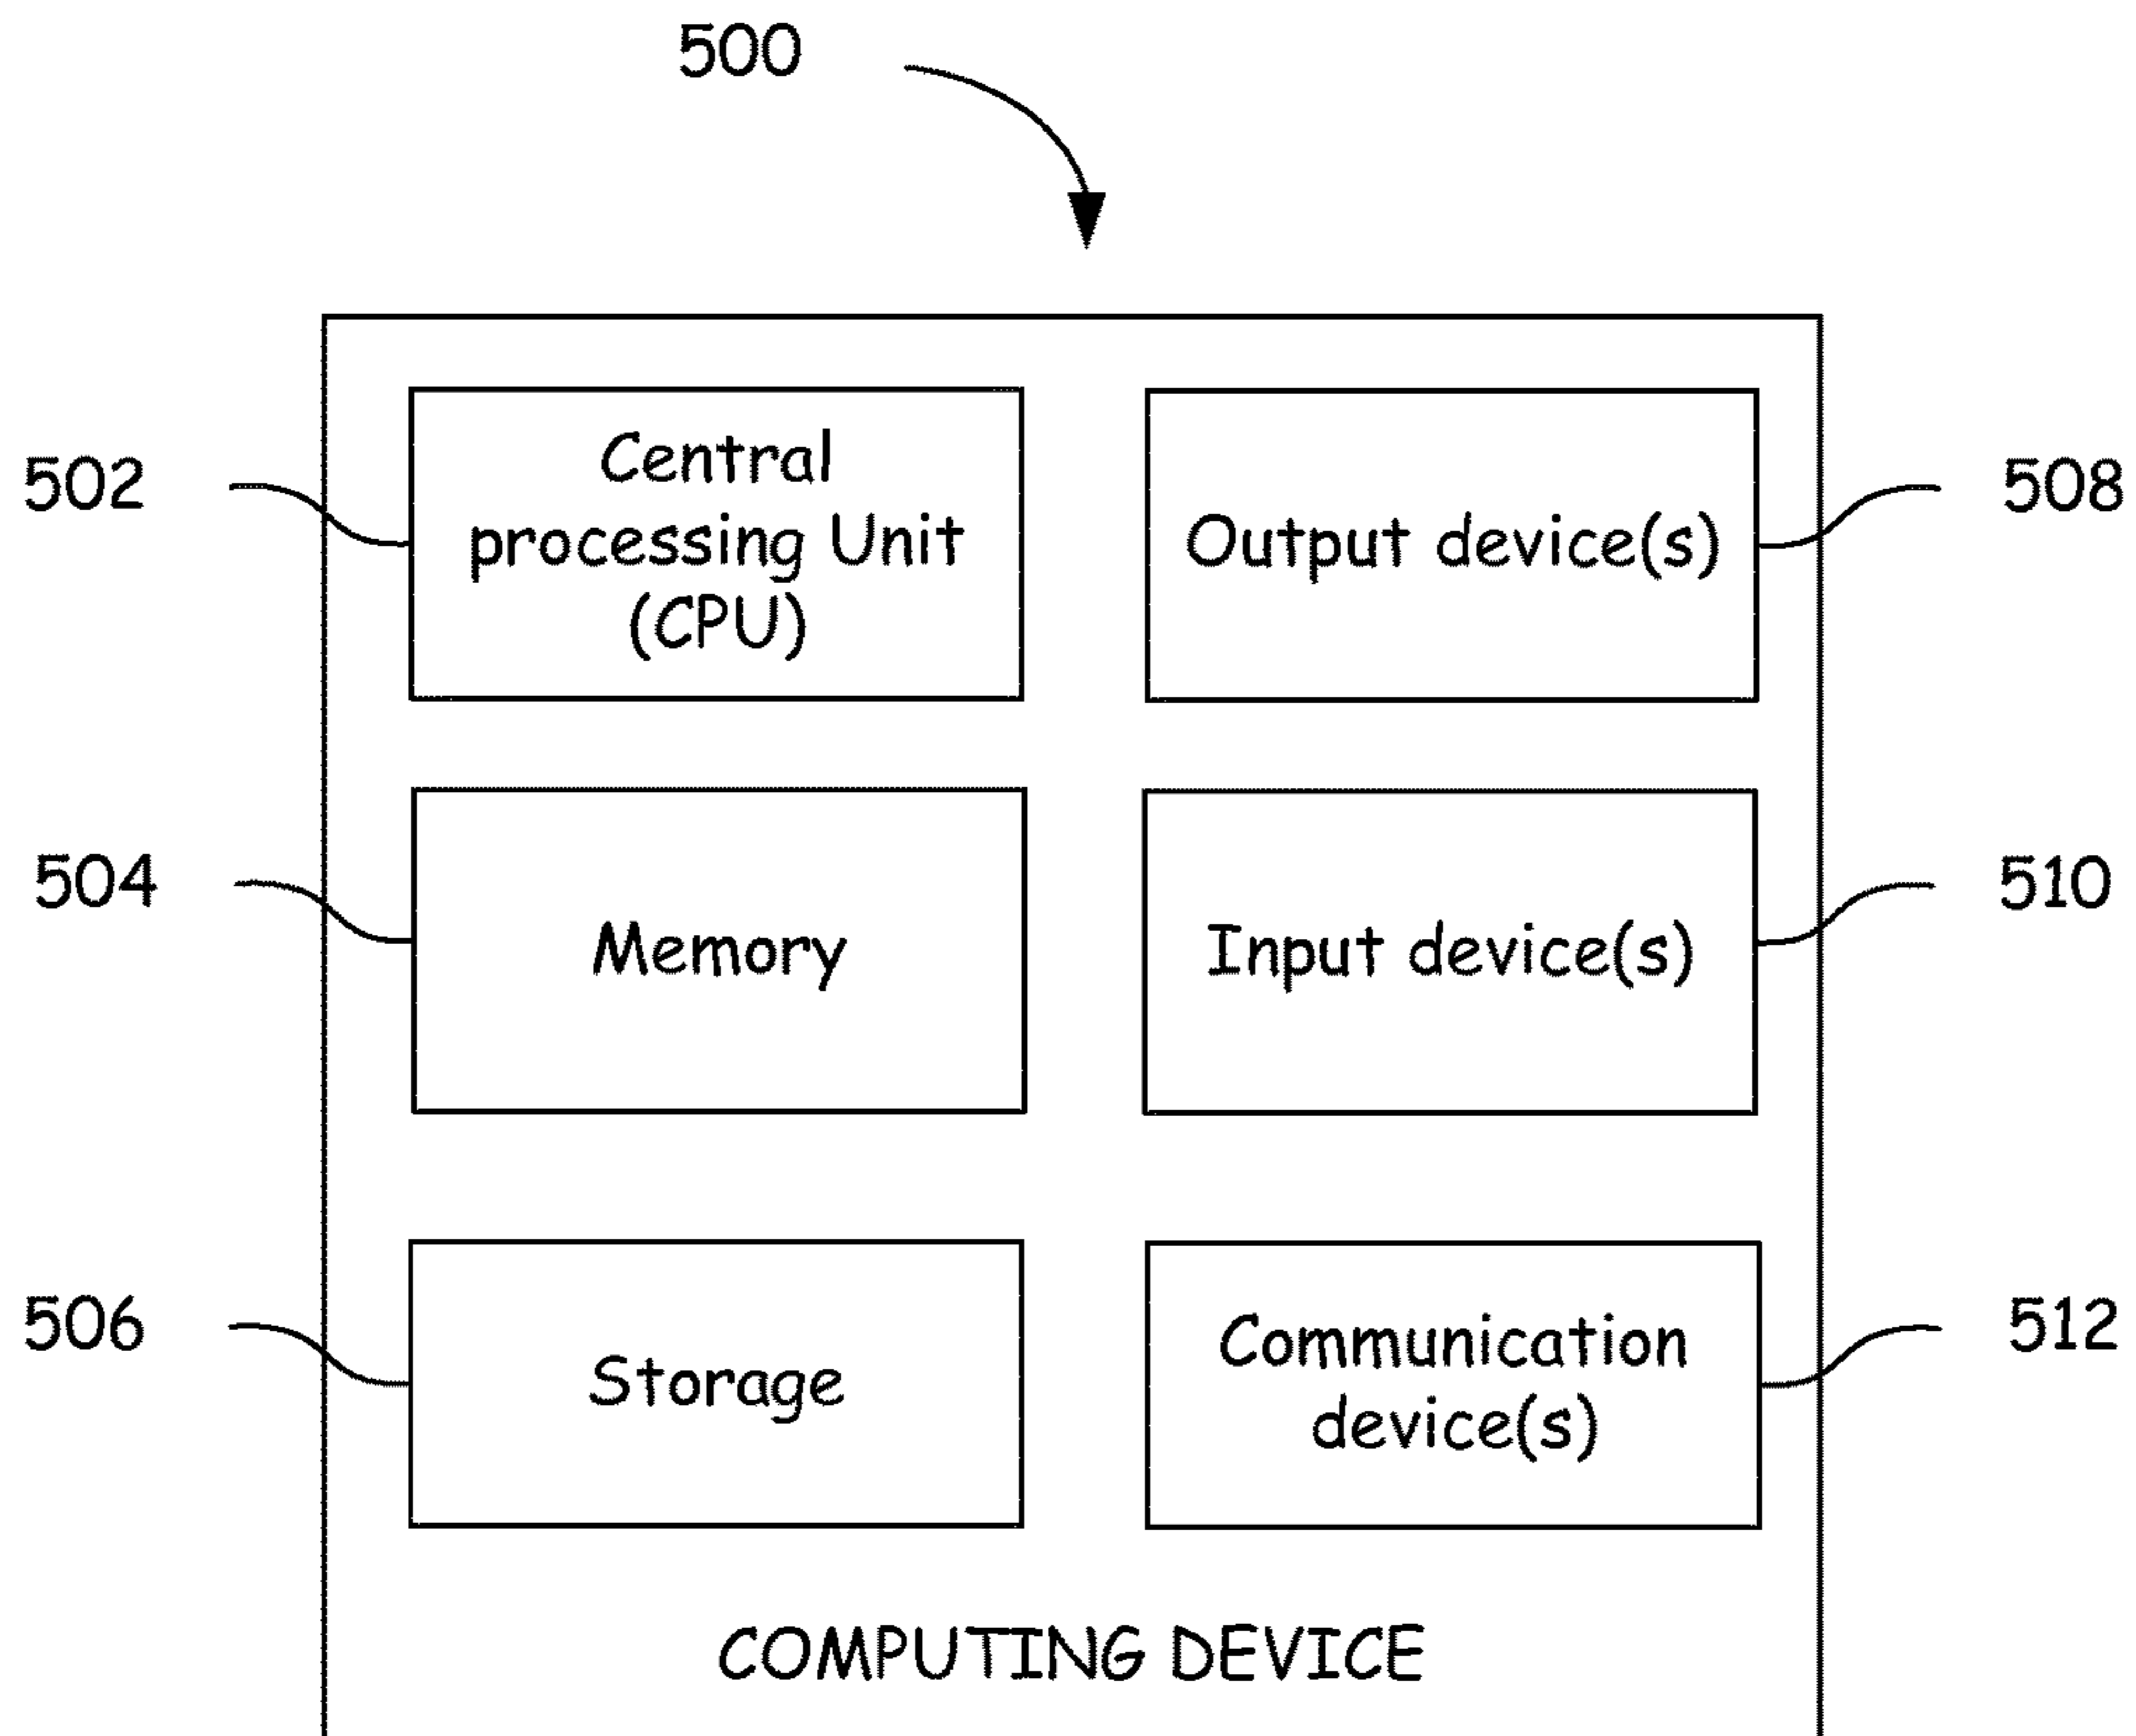 500
502
Central
processing Unit
(CPU)
Output device(s)
508
504
Memory
Input device(s)
510
506
Storage
Communication
device(s)
512
COMPUTING DEVICE